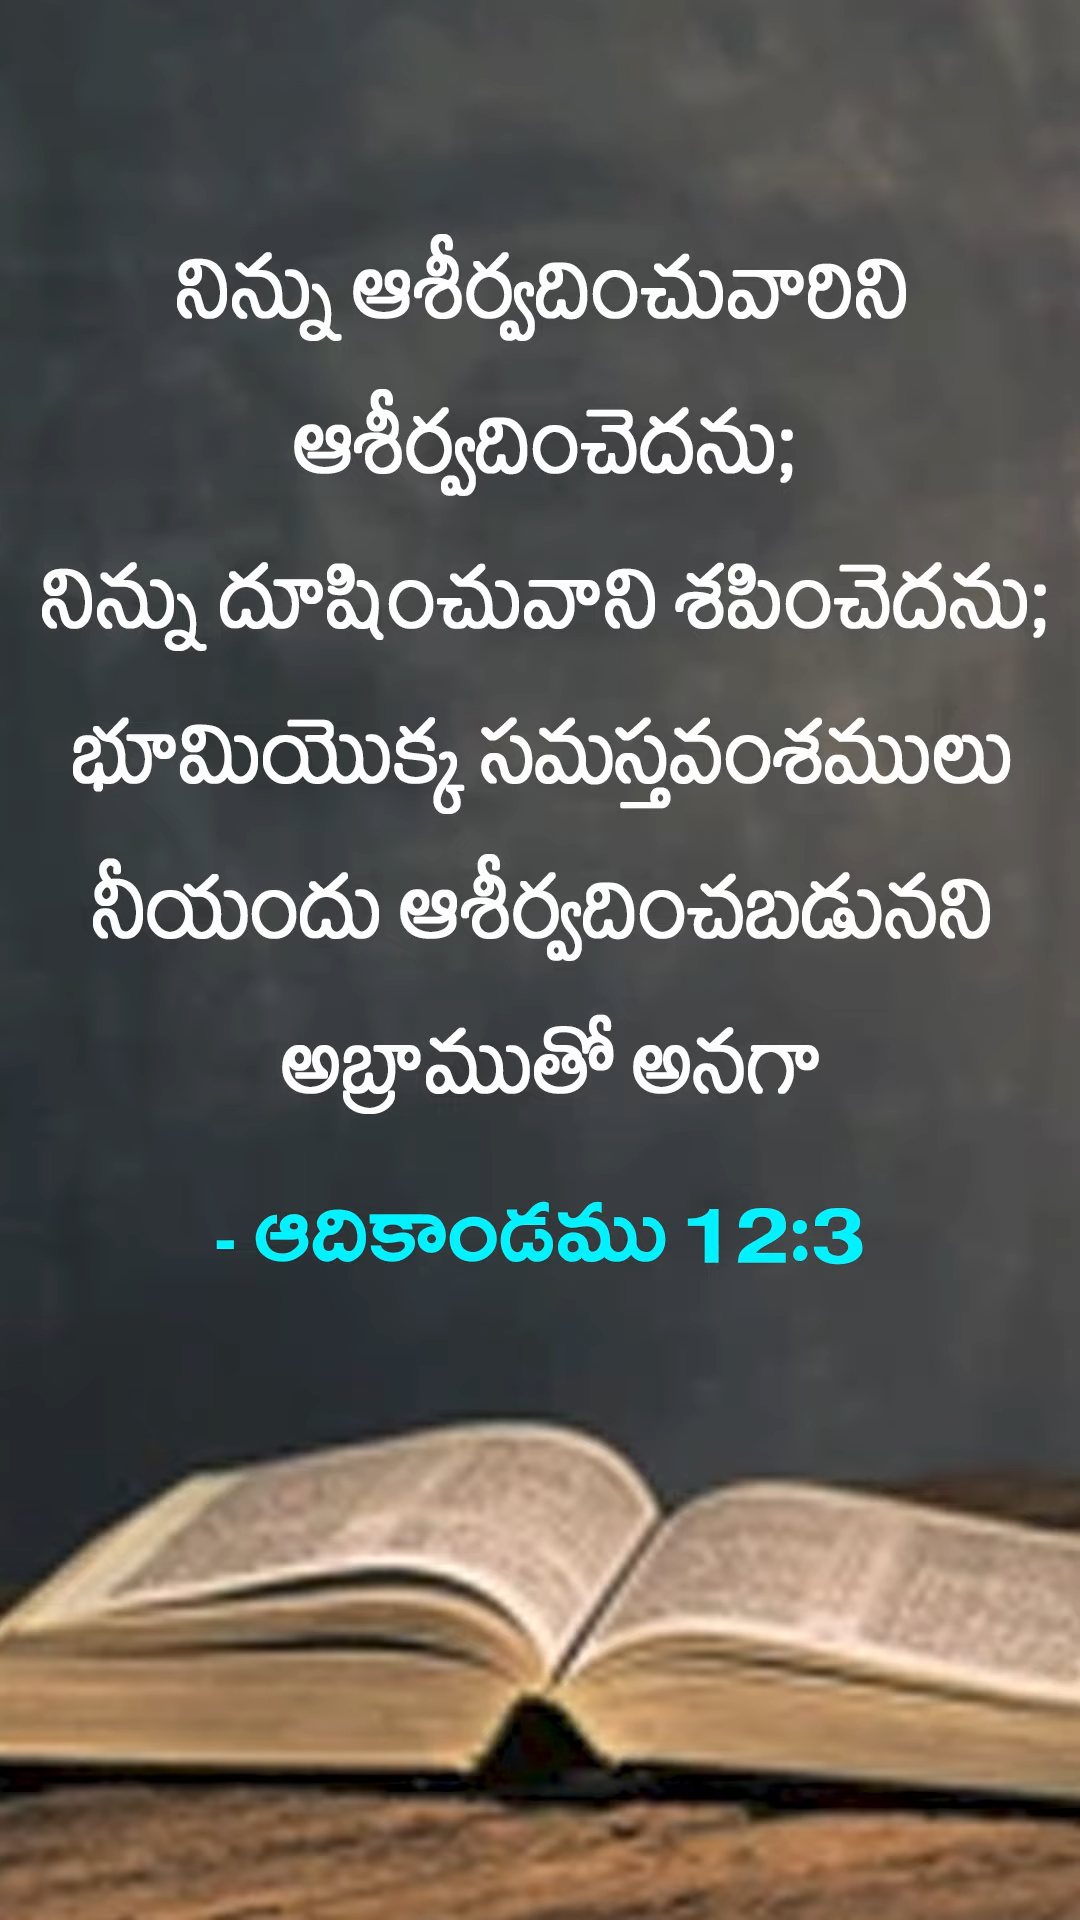 నిన్ను ఆశీర్వదించువారిని
ఆశీర్వదించెదను;
నిన్ను దూషించువాని శపించెదను;
భూమియొక్క సమస్తవంశములు
నీయందు ఆశీర్వదించబడునని
అబ్రాముతో అనగా
- ఆదికాండము 12:3